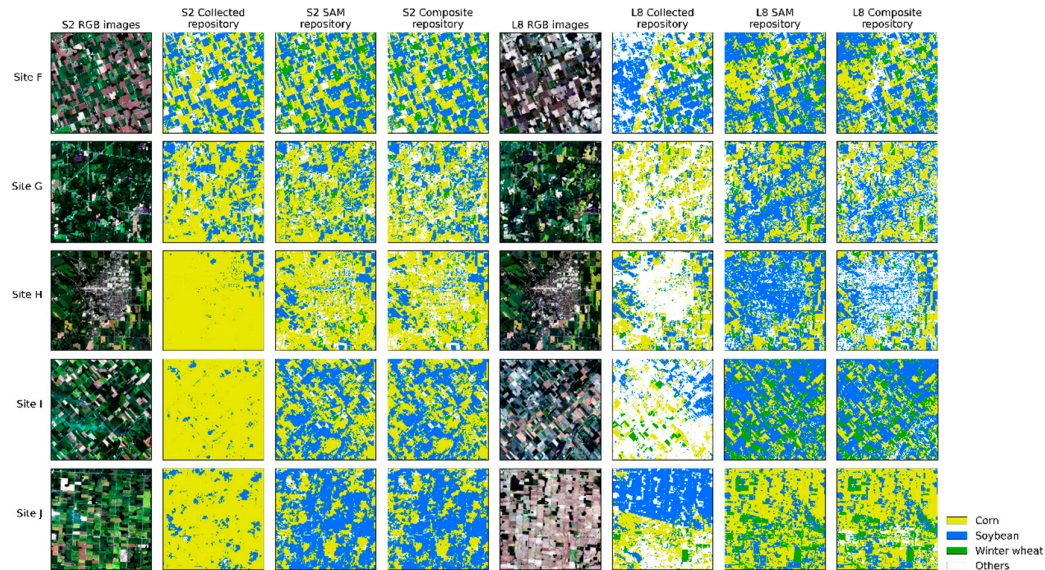 S2 RGB images
S2 Collected
repository
S2 SAM
repository
S2 Composite
repository
L8 RGB images
L8 Collected
repository
L8 SAM
repository
L8 Composite
repository
Site F
Site G
Site H
Site I
Site J
Corn
Soybean
Winter wheat
Others